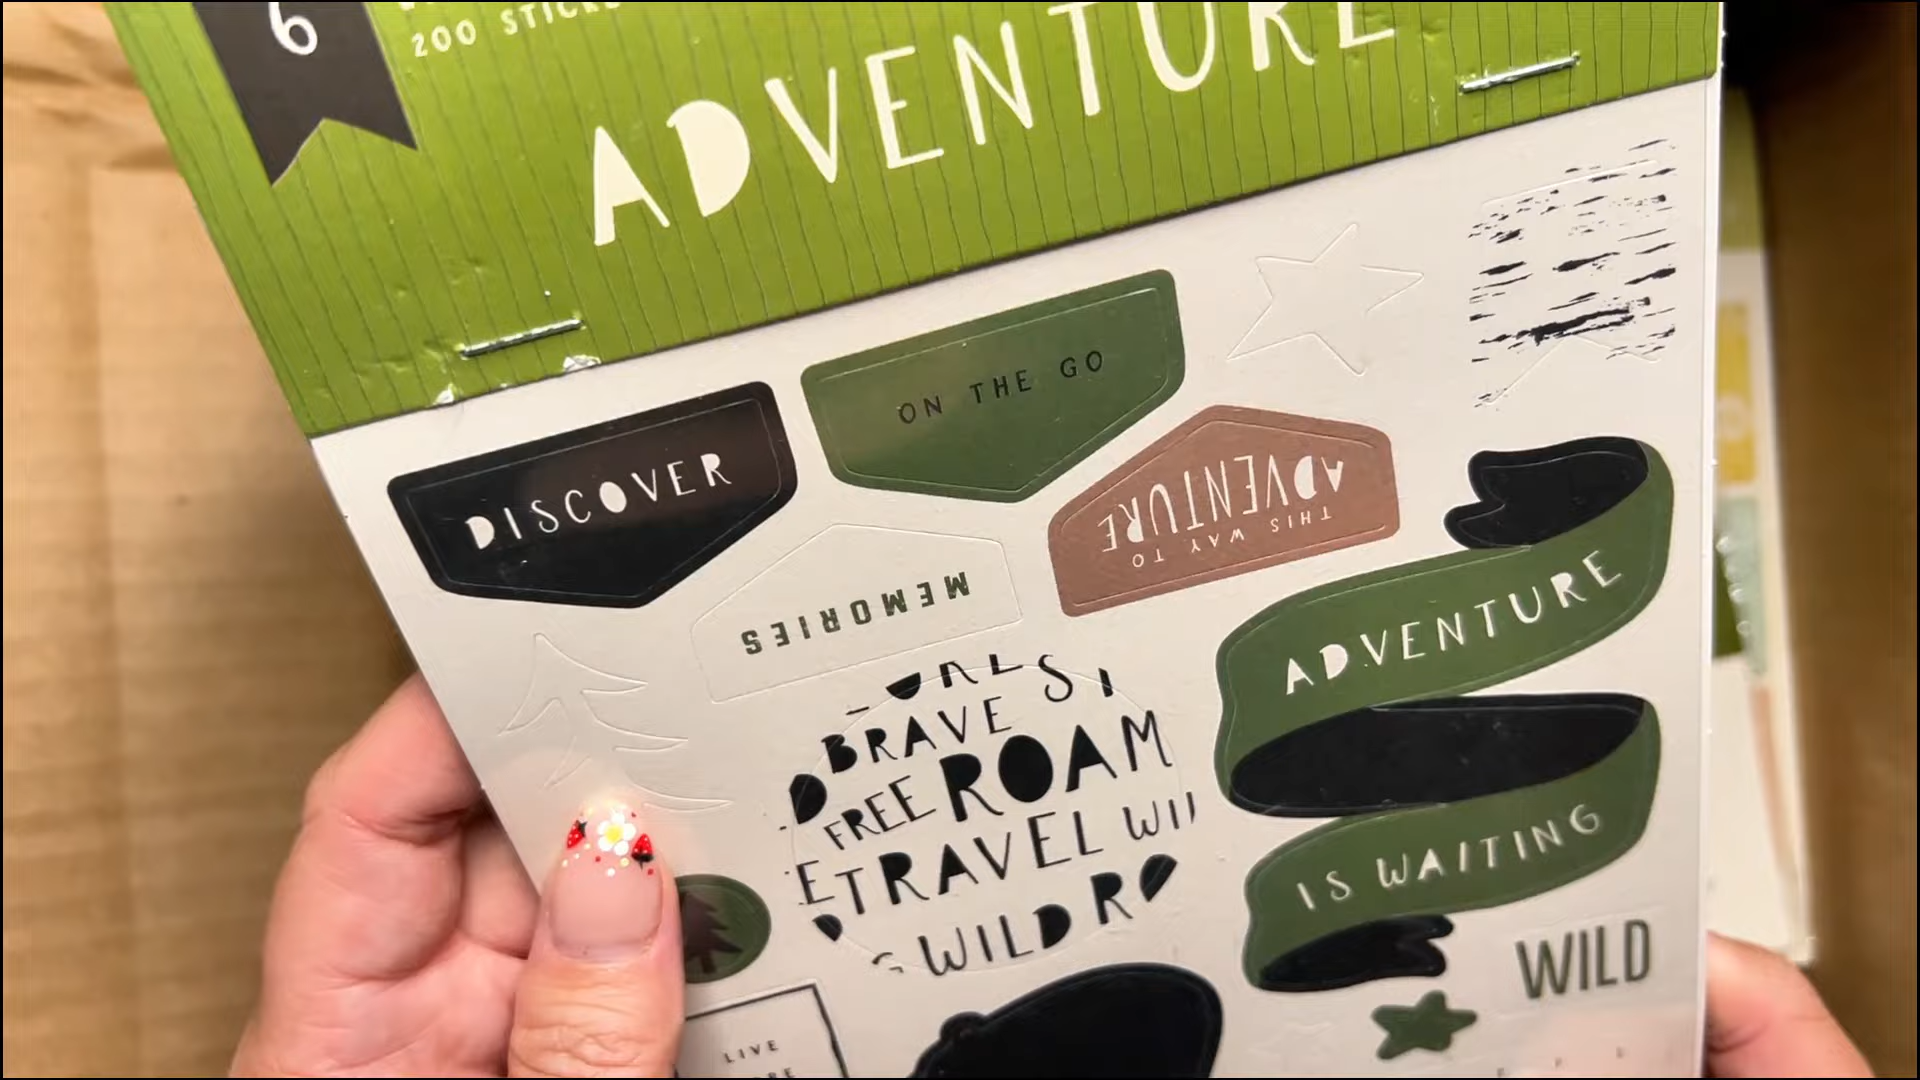 6
200 STICKE
ADVENTURE
ON THE GO
DISCOVER
THIS WAY TO
ADVENTURE
MEMORIES
ADVENTURE
BRAVE
FREE ROAM
TRAVEL
WILD
IS WAITING
WILD
LIVE